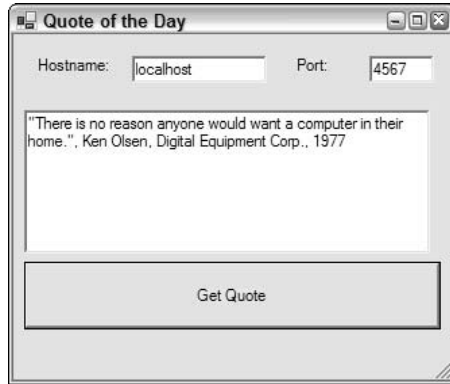 Quote of the Day
Hostname: localhost Port: 4567
"There is no reason anyone would want a computer in their
home.", Ken Olsen, Digital Equipment Corp., 1977
Get Quote